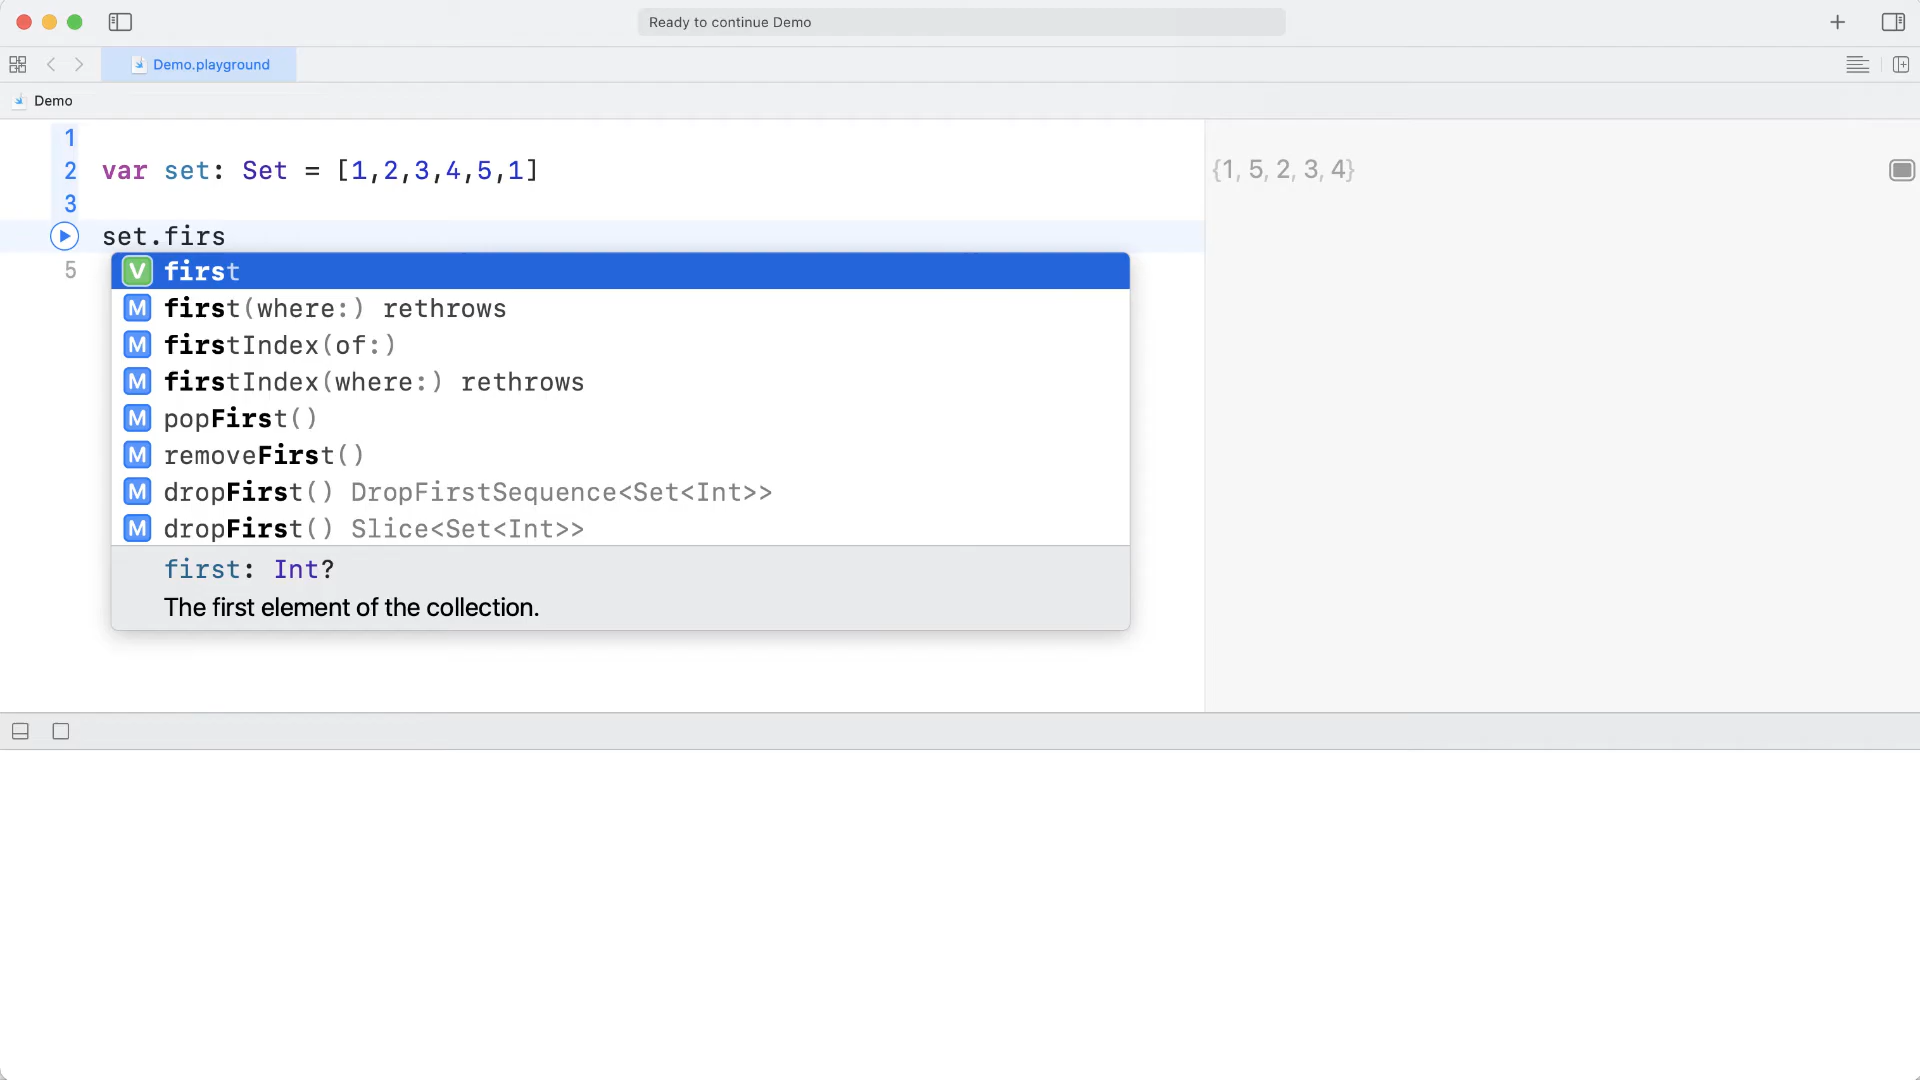 Ready to continue Demo
Demo.playground
Demo
1
2 var set: Set = [1,2,3,4,5,1]
{1, 5, 2, 3, 4}
3
set.firs
5
V first
M first(where:) rethrows
M firstIndex(of:)
M firstIndex(where:) rethrows
M popFirst()
M removeFirst()
M dropFirst() DropFirstSequence<Set<Int>>
M dropFirst() Slice<Set<Int>>
first: Int?
The first element of the collection.